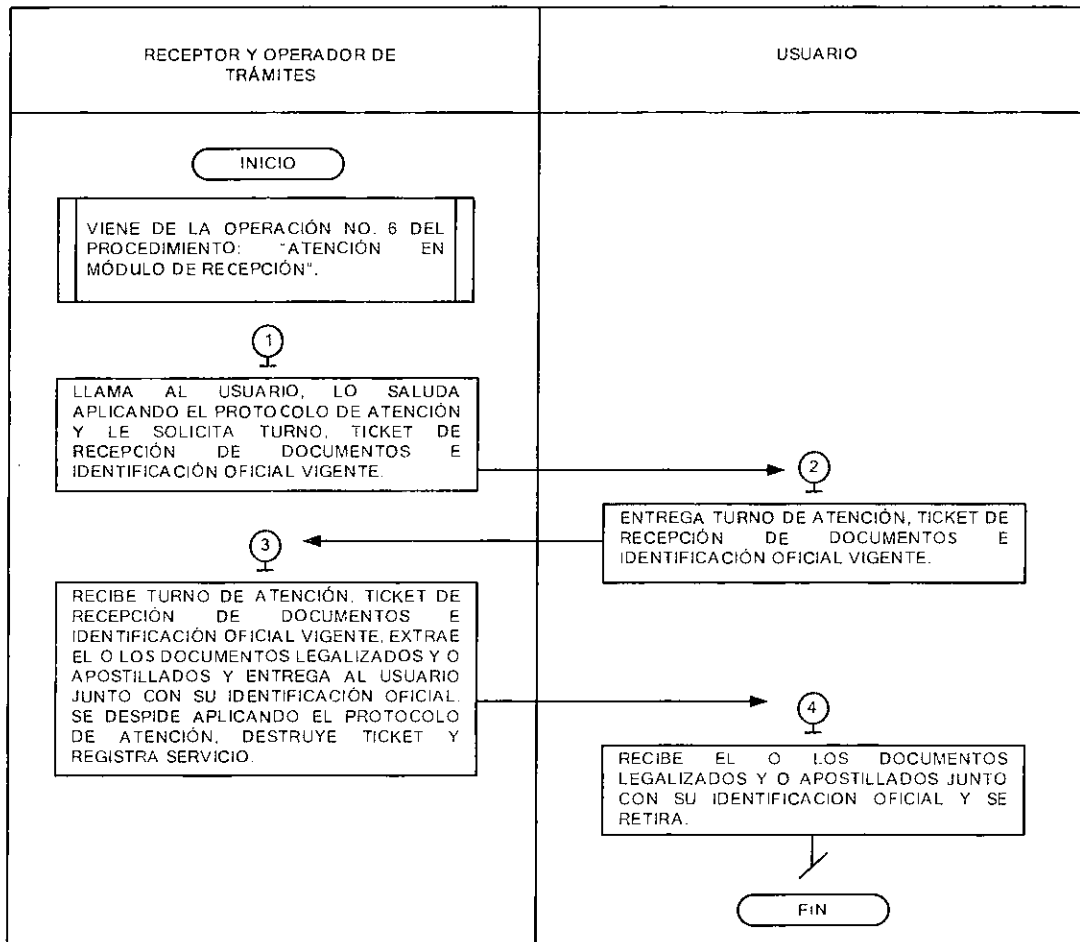 RECEPTOR Y OPERADOR DE
TRÁMITES
USUARIO
INICIO
VIENE DE LA OPERACIÓN NO. 6 DEL
PROCEDIMIENTO: "ATENCIÓN EN
MÓDULO DE RECEPCIÓN".
1
LLAMA AL USUARIO, LO SALUDA
APLICANDO EL PROTOCOLO DE ATENCIÓN
Y LE SOLICITA TURNO, TICKET DE
RECEPCIÓN DE DOCUMENTOS E
IDENTIFICACIÓN OFICIAL VIGENTE.
2
ENTREGA TURNO DE ATENCIÓN, TICKET DE
RECEPCIÓN DE DOCUMENTOS E
IDENTIFICACIÓN OFICIAL VIGENTE.
3
RECIBE TURNO DE ATENCIÓN, TICKET DE
RECEPCIÓN DE DOCUMENTOS E
IDENTIFICACIÓN OFICIAL VIGENTE, EXTRAE
EL O LOS DOCUMENTOS LEGALIZADOS Y O
APOSTILLADOS Y ENTREGA AL USUARIO
JUNTO CON SU IDENTIFICACIÓN OFICIAL.
SE DESPIDE APLICANDO EL PROTOCOLO
DE ATENCIÓN, DESTRUYE TICKET Y
REGISTRA SERVICIO.
4
RECIBE EL O LOS DOCUMENTOS
LEGALIZADOS Y O APOSTILLADOS JUNTO
CON SU IDENTIFICACION OFICIAL Y SE
RETIRA.
FIN